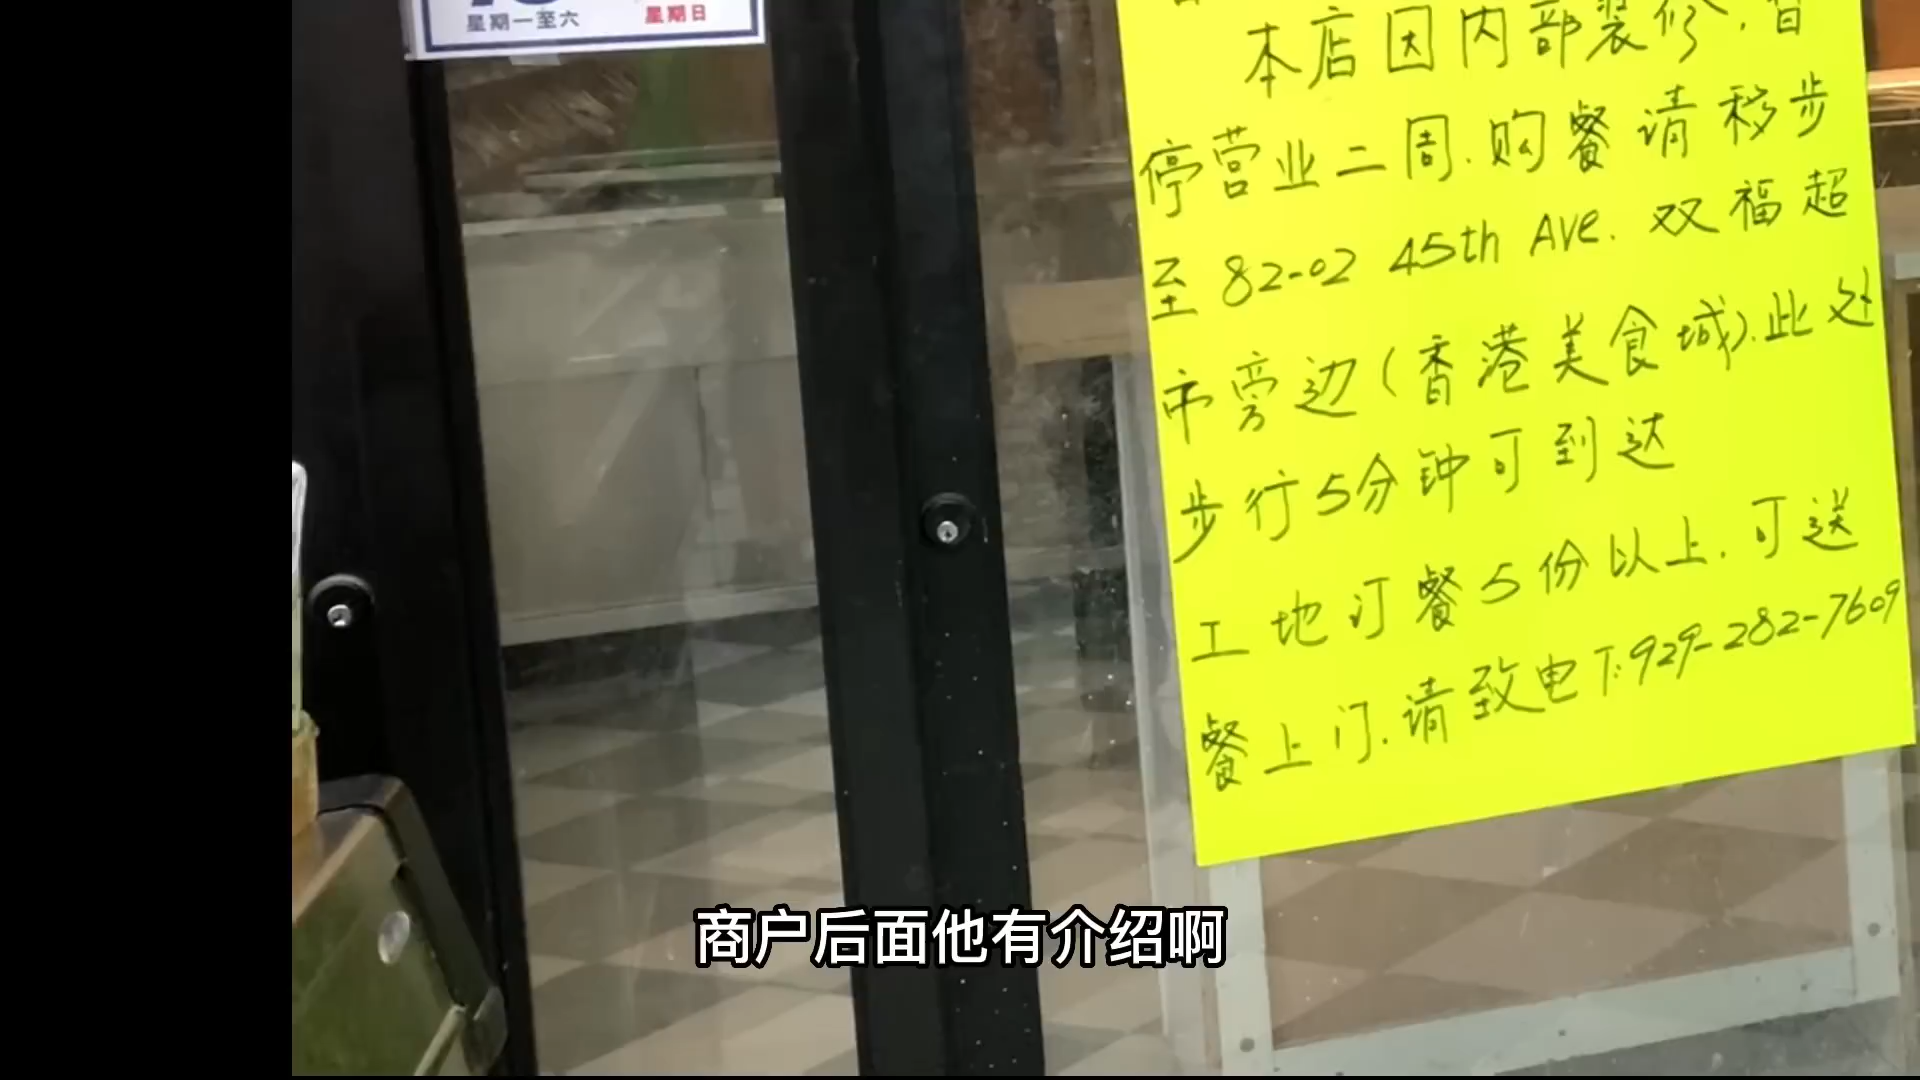 星期一至六
星期日
本店因内部装修,暂
停营业二周.购餐请移步
至 82-02 45th Ave. 双福超
市旁边(香港美食城).此处
步行5分钟可到达
工地订餐5份以上.可送
餐上门.请致电T:929-282-7609
商户后面他有介绍啊